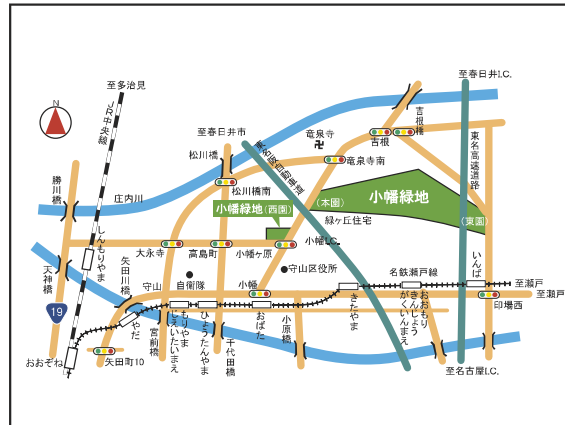 至春日井I.C.
至多治見
N
JR中央線
至春日井市
松川橋
東名阪自動車道
竜泉寺
卍
吉根
吉根橋
東名高速道路
竜泉寺南
勝川橋
庄内川
松川橋南
小幡緑地(西園)
(本園)
小幡緑地
(東園)
緑ヶ丘住宅
しんもりやま
大永寺
高島町
小幡ヶ原
小幡I.C.
天神橋
矢田川橋
守山
自衛隊
小幡
守山区役所
名鉄瀬戸線
いんば
至瀬戸
至瀬戸
印場西
19
やだ
宮前橋
もりやま
じえいたいまえ
ひょうたんやま
千代田橋
おばた
小原橋
きたやま
おおもり
きんじょう
がくいんまえ
おおぞね
矢田町10
至名古屋I.C.